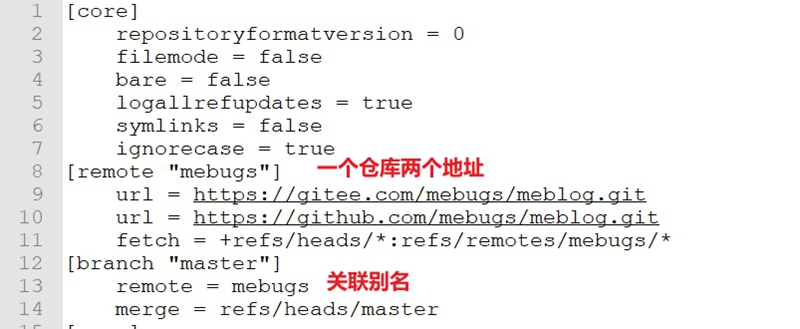 1 [core]
2 repositoryformatversion = 0
3 filemode = false
4 bare = false
5 logallrefupdates = true
6 symlinks = false
7 ignorecase = true
8 [remote "mebugs"] 一个仓库两个地址
9 url = https://gitee.com/mebugs/meblog.git
10 url = https://github.com/mebugs/meblog.git
11 fetch = +refs/heads/*:refs/remotes/mebugs/*
12 [branch "master"]
13 remote = mebugs 关联别名
14 merge = refs/heads/master